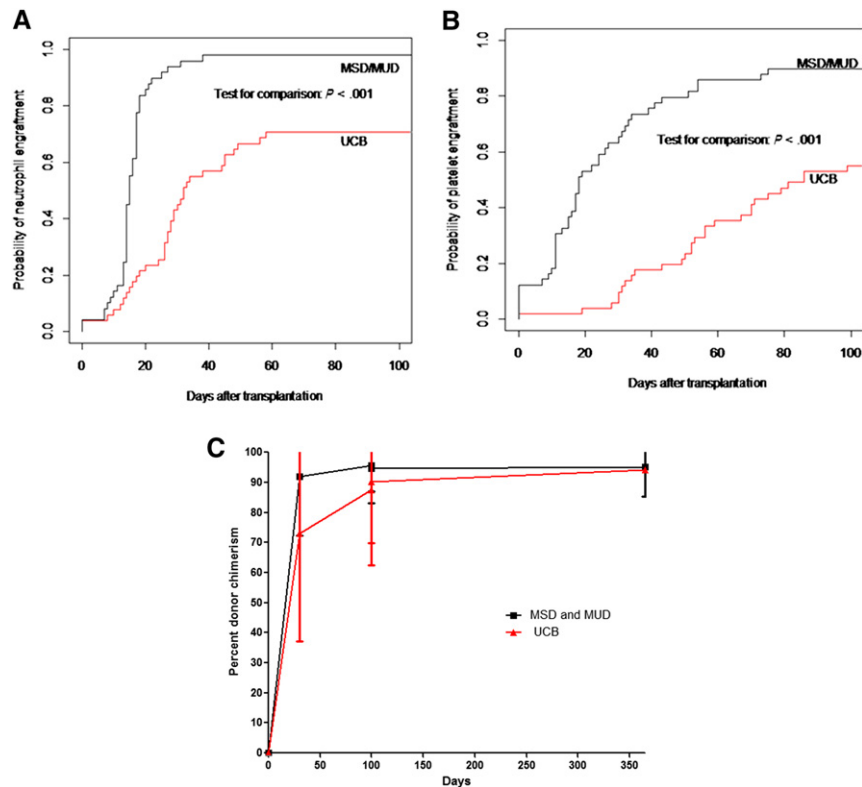 A
Probability of neutrophil engraftment
1.0
0.8
0.6
0.4
0.2
0.0
MSD/MUD
Test for comparison: P < .001
UCB
0 20 40 60 80 100
Days after transplantation
B
Probability of platelet engraftment
1.0
0.8
0.6
0.4
0.2
0.0
MSD/MUD
Test for comparison: P < .001
UCB
0 20 40 60 80 100
Days after transplantation
C
Percent donor chimerism
100
90
80
70
60
50
40
30
20
10
0
MSD and MUD
UCB
0 50 100 150 200 250 300 350
Days